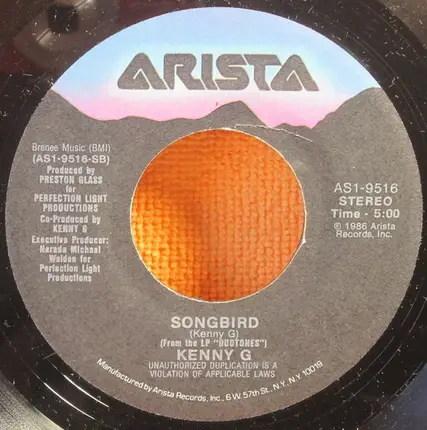 ARISTA
Brenee Music (BMI)
(AS1-9516-SB)
Produced by
PRESTON GLASS
for
PERFECTION LIGHT
PRODUCTIONS
Co-Produced by
KENNY G
Executive Producer:
Narada Michael
Walden for
Perfection Light
Productions
AS1-9516
STEREO
Time - 5:00
℗ 1986 Arista
Records, Inc.
SONGBIRD
(Kenny G)
(From the LP "DUOTONES")
KENNY G
UNAUTHORIZED DUPLICATION IS A
VIOLATION OF APPLICABLE LAWS
Manufactured by Arista Records, Inc., 6 W. 57th St., N.Y., N.Y. 10019